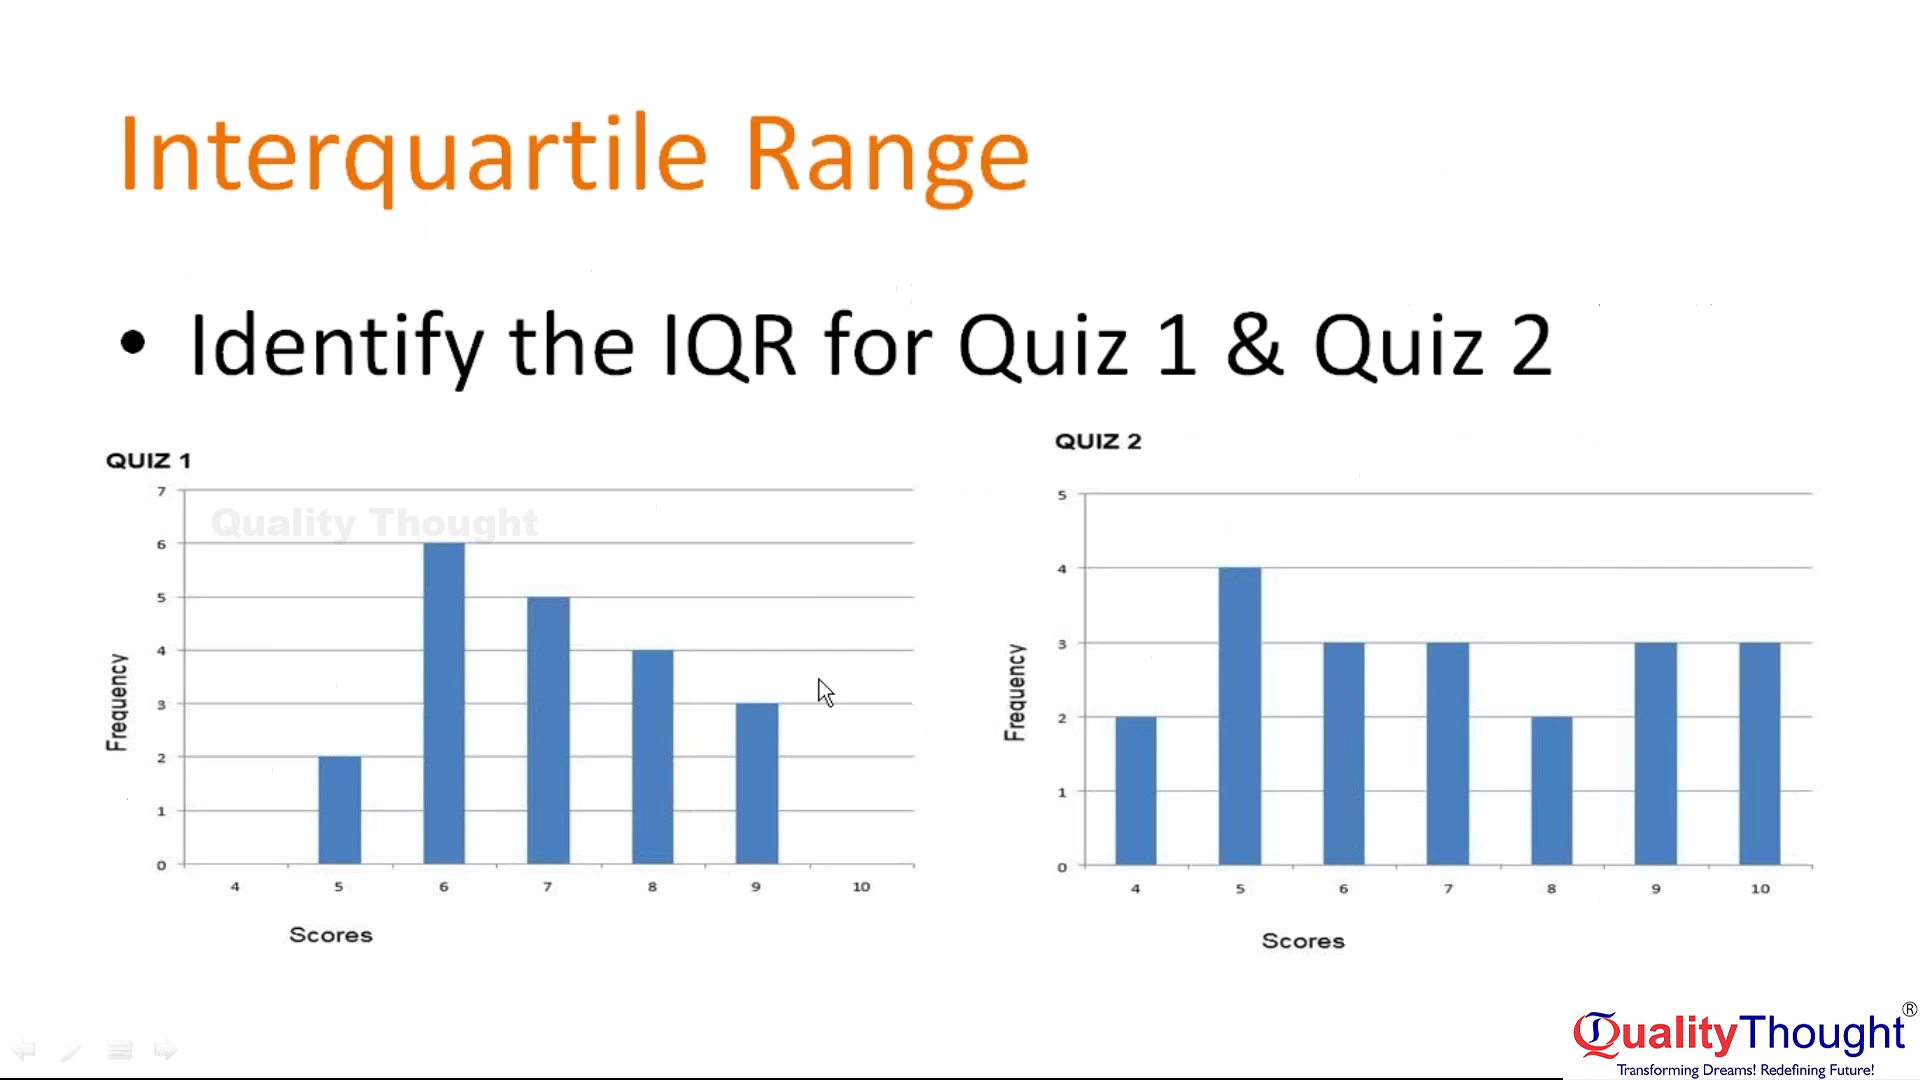 Interquartile Range
• Identify the IQR for Quiz 1 & Quiz 2
QUIZ 1
7
6
5
4
3
2
1
0
Frequency
4 5 6 7 8 9 10
Scores
Quality Thought
QUIZ 2
5
4
3
2
1
0
Frequency
4 5 6 7 8 9 10
Scores
QualityThought®
Transforming Dreams! Redefining Future!